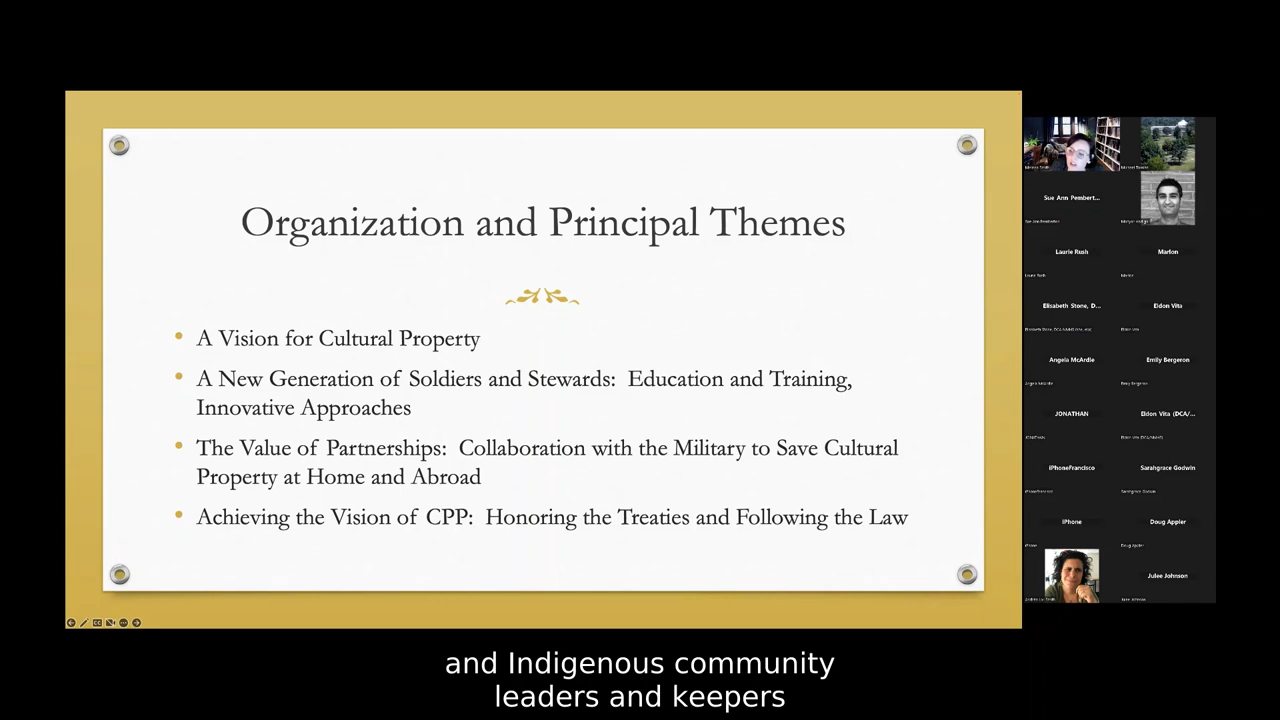 Organization and Principal Themes
A Vision for Cultural Property
A New Generation of Soldiers and Stewards: Education and Training,
Innovative Approaches
The Value of Partnerships: Collaboration with the Military to Save Cultural
Property at Home and Abroad
Achieving the Vision of CPP: Honoring the Treaties and Following the Law
Sue Ann Pembert...
Laurie Rush
Marlon
Elisabeth Stone, D...
Eldon Vita
Angela McArdle
Emily Bergeron
JONATHAN
Eldon Vita (DCA/...
iPhoneFrancisco
Sarahgrace Godwin
iPhone
Doug Appler
Julee Johnson
and Indigenous community
leaders and keepers